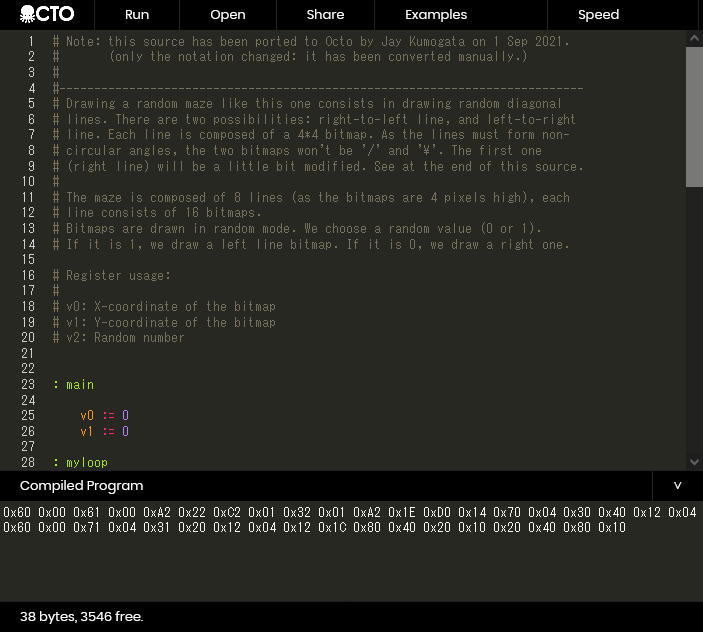 OCTO Run Open Share Examples Speed
1 # Note: this source has been ported to Octo by Jay Kumogata on 1 Sep 2021.
2 #       (only the notation changed: it has been converted manually.)
3 #
4 #---------------------------------------------------------------------------
5 # Drawing a random maze like this one consists in drawing random diagonal
6 # lines. There are two possibilities: right-to-left line, and left-to-right
7 # line. Each line is composed of a 4*4 bitmap. As the lines must form non-
8 # circular angles, the two bitmaps won't be '/' and '¥'. The first one
9 # (right line) will be a little bit modified. See at the end of this source.
10 #
11 # The maze is composed of 8 lines (as the bitmaps are 4 pixels high), each
12 # line consists of 16 bitmaps.
13 # Bitmaps are drawn in random mode. We choose a random value (0 or 1).
14 # If it is 1, we draw a left line bitmap. If it is 0, we draw a right one.
15
16 # Register usage:
17 #
18 # v0: X-coordinate of the bitmap
19 # v1: Y-coordinate of the bitmap
20 # v2: Random number
21
22
23 : main
24
25     v0 := 0
26     v1 := 0
27
28 : myloop
Compiled Program v
0x60 0x00 0x61 0x00 0xA2 0x22 0xC2 0x01 0x32 0x01 0xA2 0x1E 0xD0 0x14 0x70 0x04 0x30 0x40 0x12 0x04
0x60 0x00 0x71 0x04 0x31 0x20 0x12 0x04 0x12 0x1C 0x80 0x40 0x20 0x10 0x20 0x40 0x80 0x10
38 bytes, 3546 free.